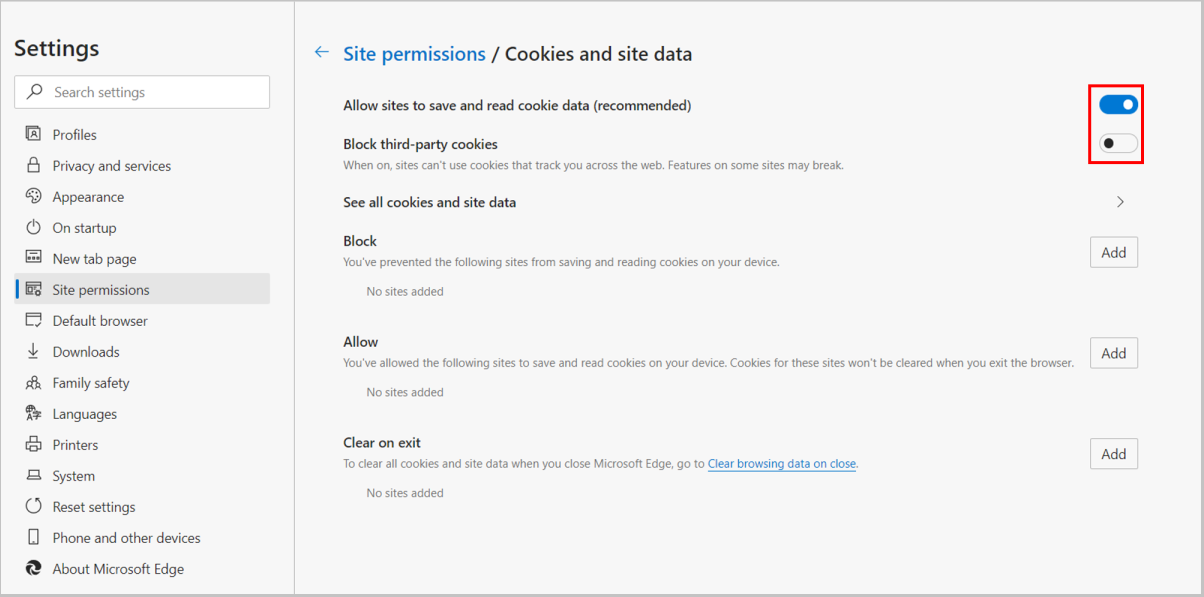 Settings
Search settings
Profiles
Privacy and services
Appearance
On startup
New tab page
Site permissions
Default browser
Downloads
Family safety
Languages
Printers
System
Reset settings
Phone and other devices
About Microsoft Edge
Site permissions / Cookies and site data
Allow sites to save and read cookie data (recommended)
Block third-party cookies
When on, sites can't use cookies that track you across the web. Features on some sites may break.
See all cookies and site data
Block
Add
You've prevented the following sites from saving and reading cookies on your device.
No sites added
Allow
Add
You've allowed the following sites to save and read cookies on your device. Cookies for these sites won't be cleared when you exit the browser.
No sites added
Clear on exit
Add
To clear all cookies and site data when you close Microsoft Edge, go to Clear browsing data on close.
No sites added